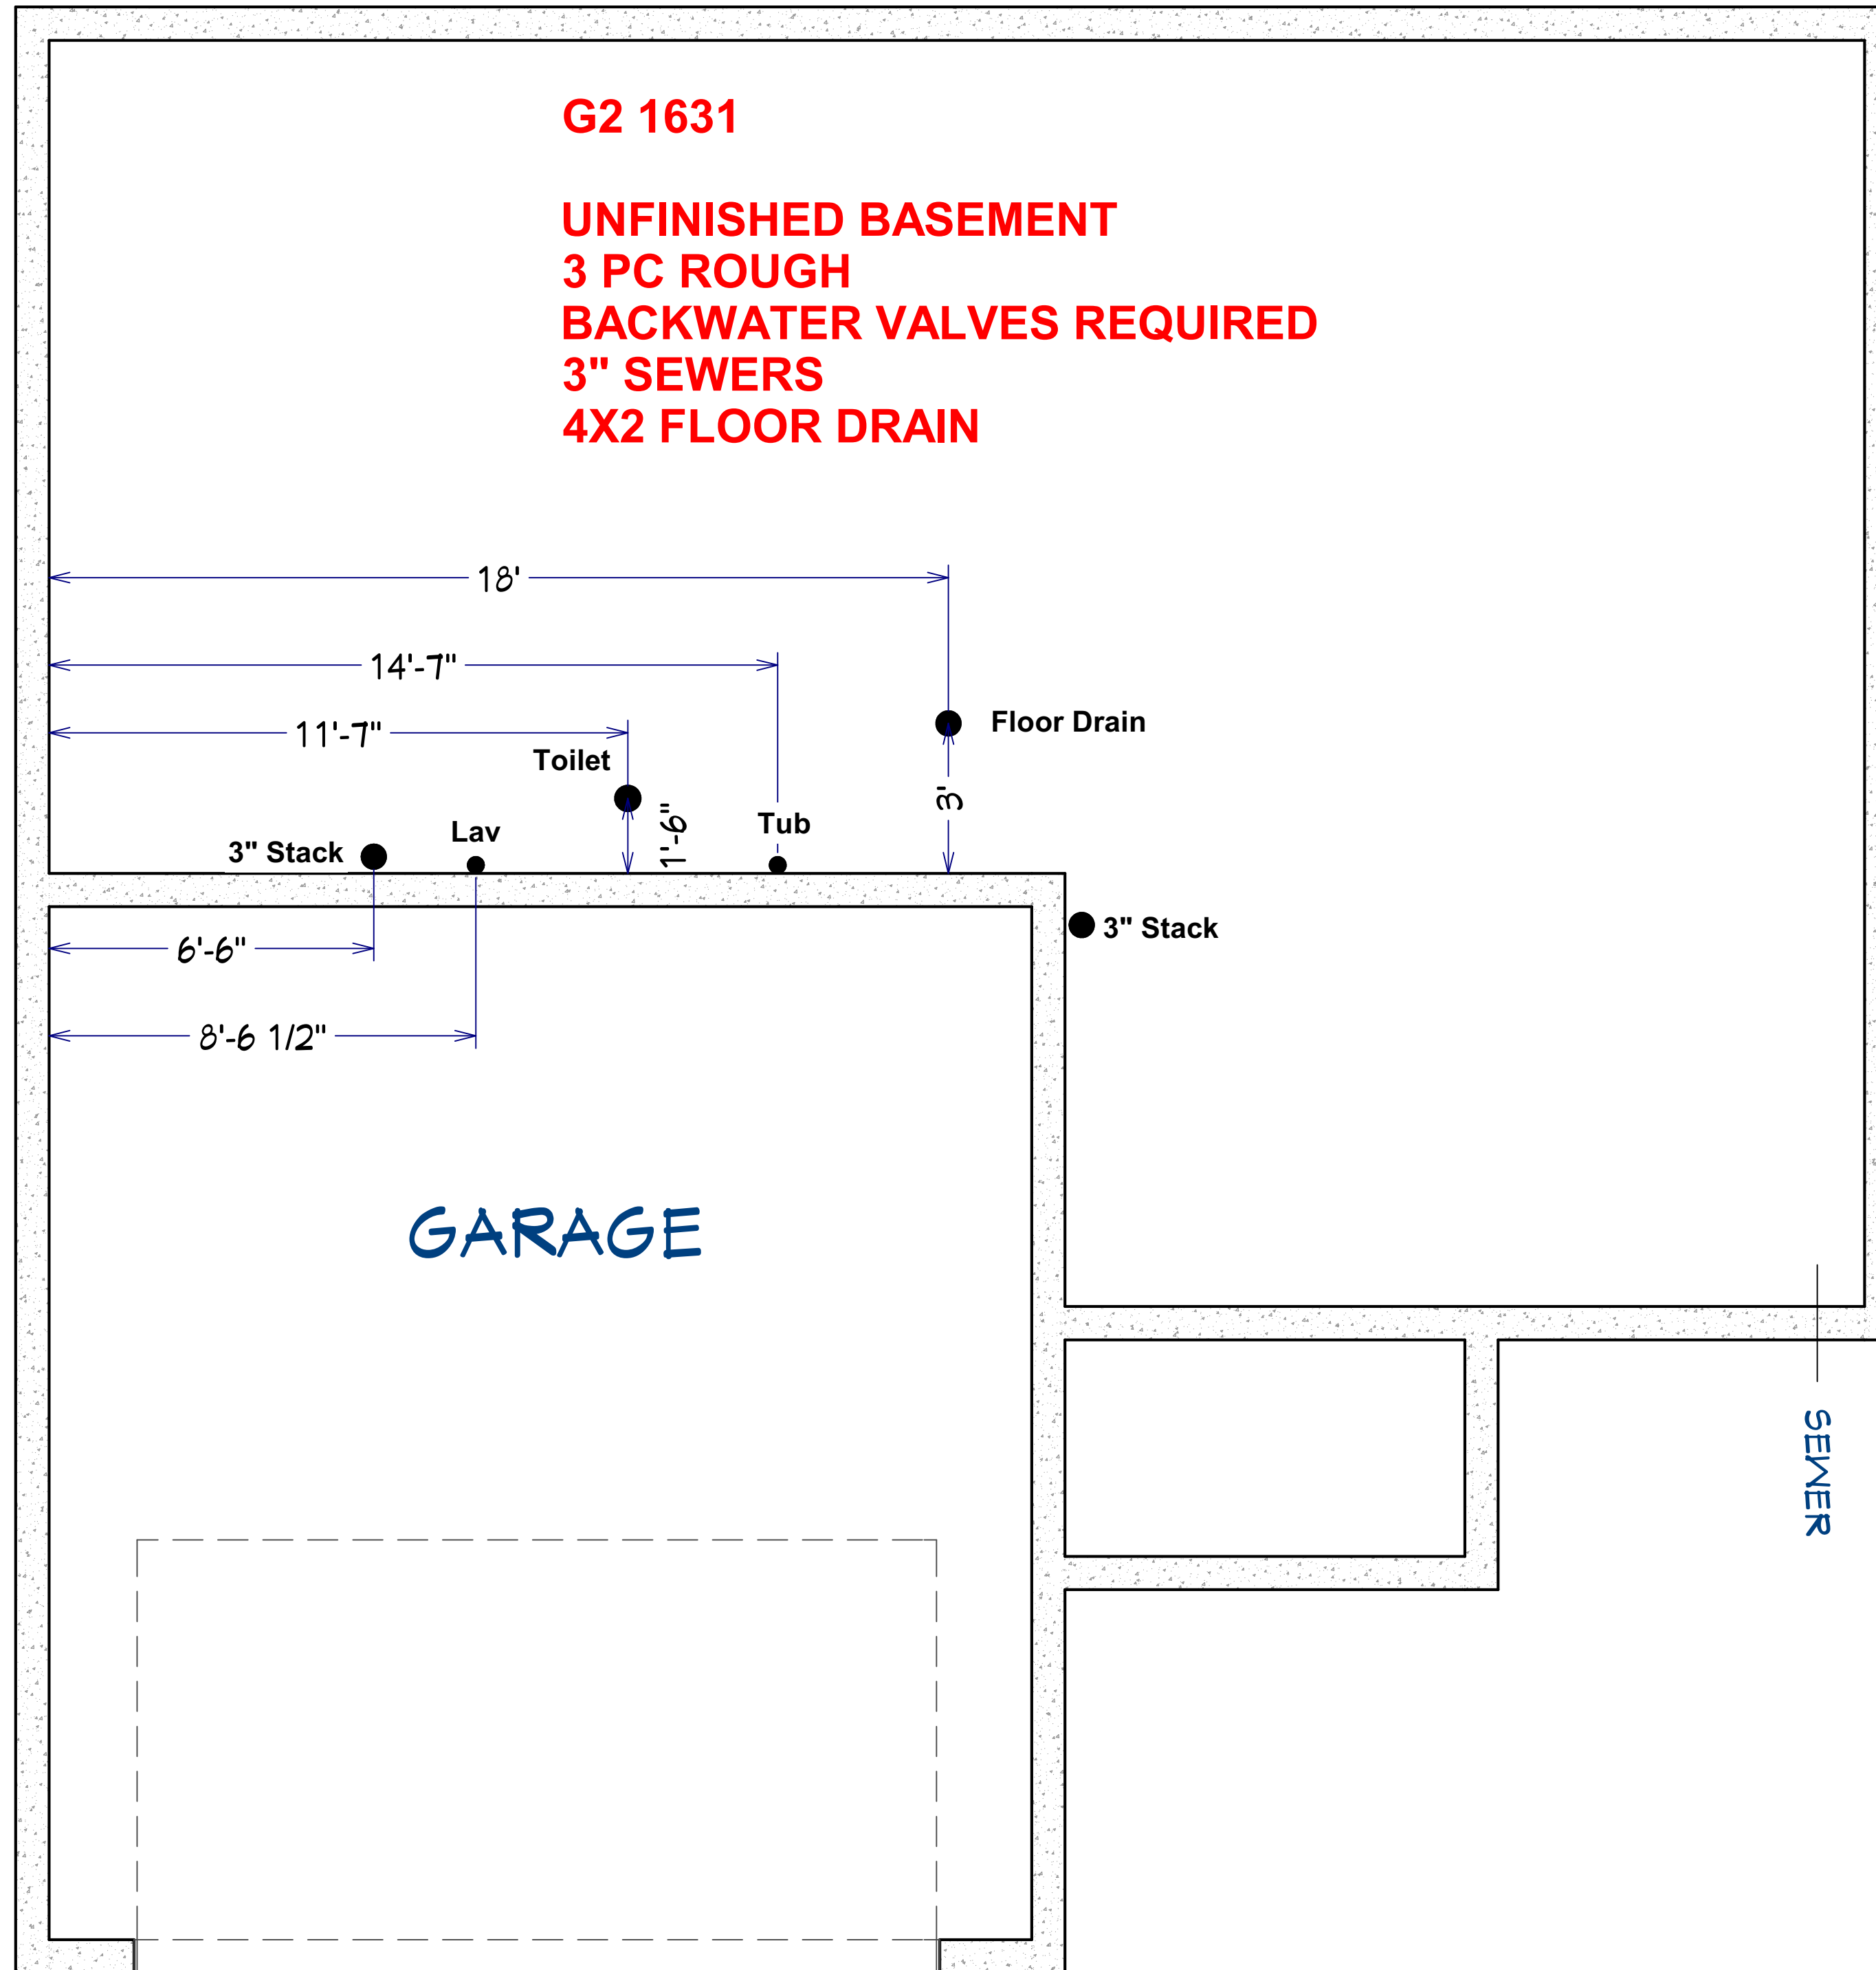 G2 1631
UNFINISHED BASEMENT
3 PC ROUGH
BACKWATER VALVES REQUIRED
3" SEWERS
4X2 FLOOR DRAIN
18'
14'-7"
11'-7"
Floor Drain
Toilet
3'
1'-6"
Tub
Lav
3" Stack
3" Stack
6'-6"
8'-6 1/2"
GARAGE
SEWER